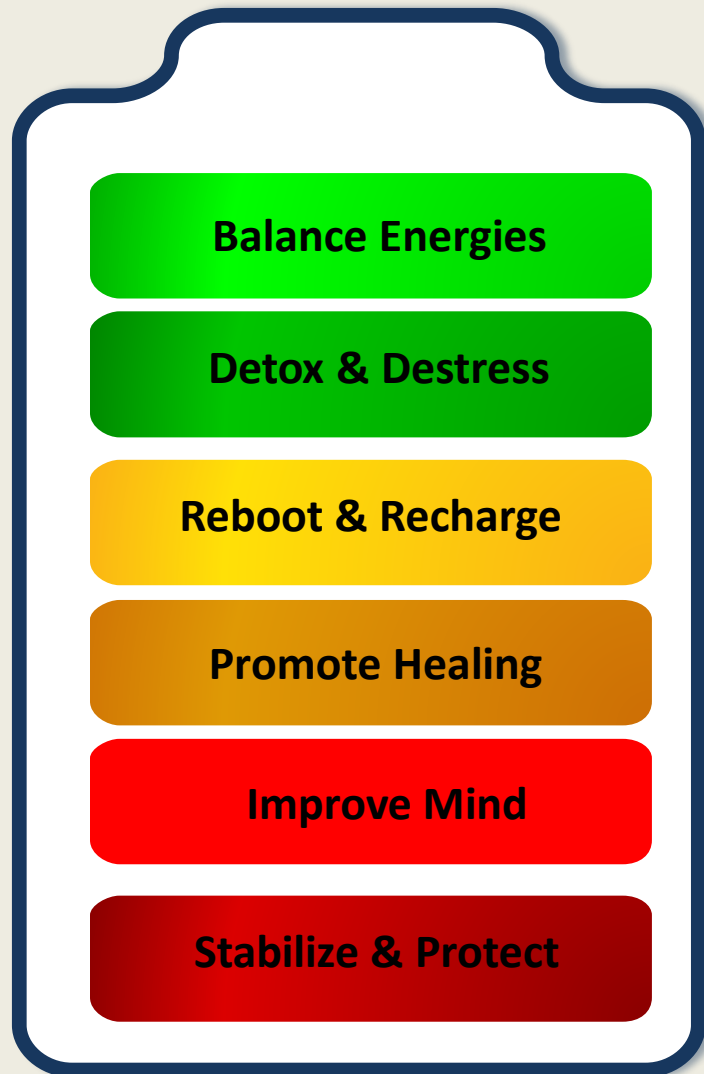 Balance Energies
Detox & Destress
Reboot & Recharge
Promote Healing
Improve Mind
Stabilize & Protect